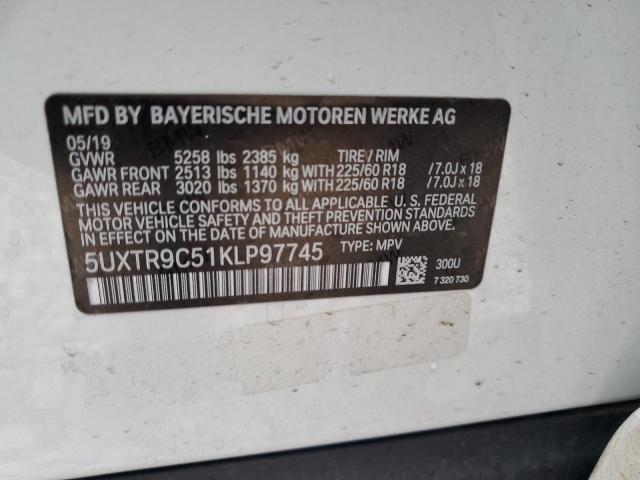 MFD BY BAYERISCHE MOTOREN WERKE AG
05/19
GVWR 5258 lbs 2385 kg TIRE / RIM
GAWR FRONT 2513 lbs 1140 kg WITH 225/60 R18 / 7.0J x 18
GAWR REAR 3020 lbs 1370 kg WITH 225/60 R18 / 7.0J x 18
THIS VEHICLE CONFORMS TO ALL APPLICABLE U.S. FEDERAL
MOTOR VEHICLE SAFETY AND THEFT PREVENTION STANDARDS
IN EFFECT ON THE DATE OF MANUFACTURE SHOWN ABOVE.
5UXTR9C51KLP97745 TYPE: MPV
300U
7 320 730